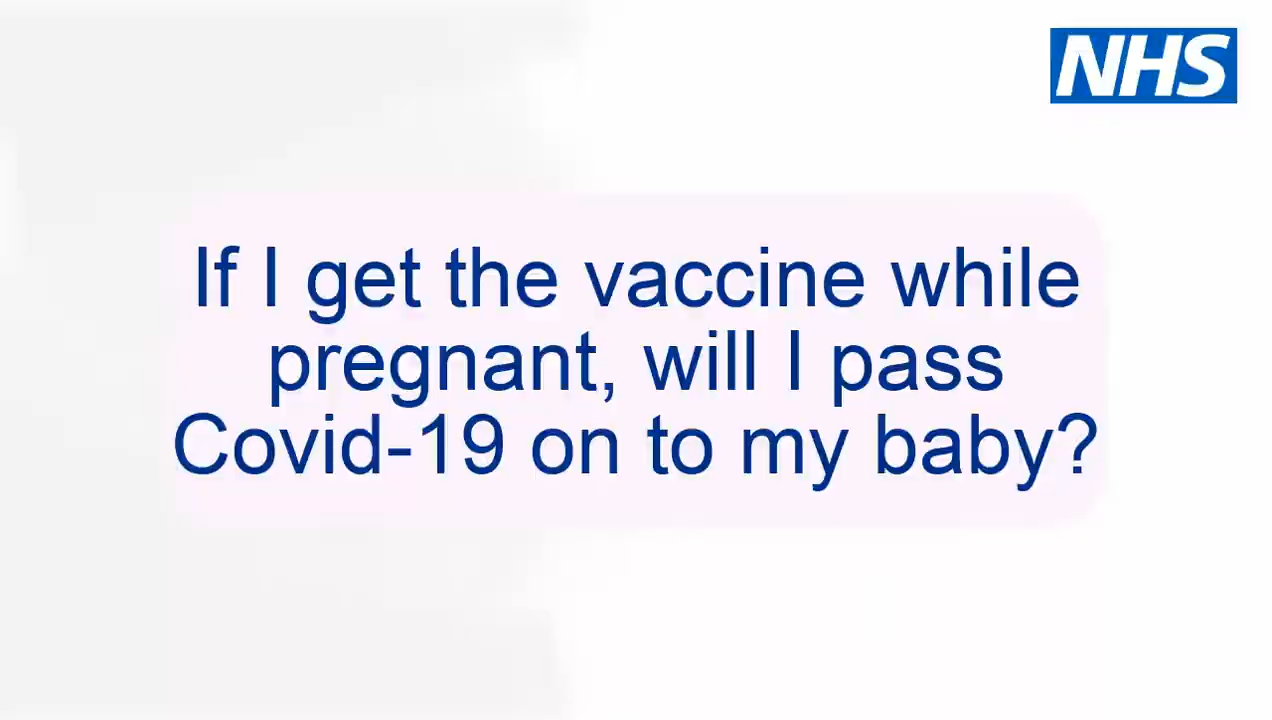 NHS
If I get the vaccine while
pregnant, will I pass
Covid-19 on to my baby?